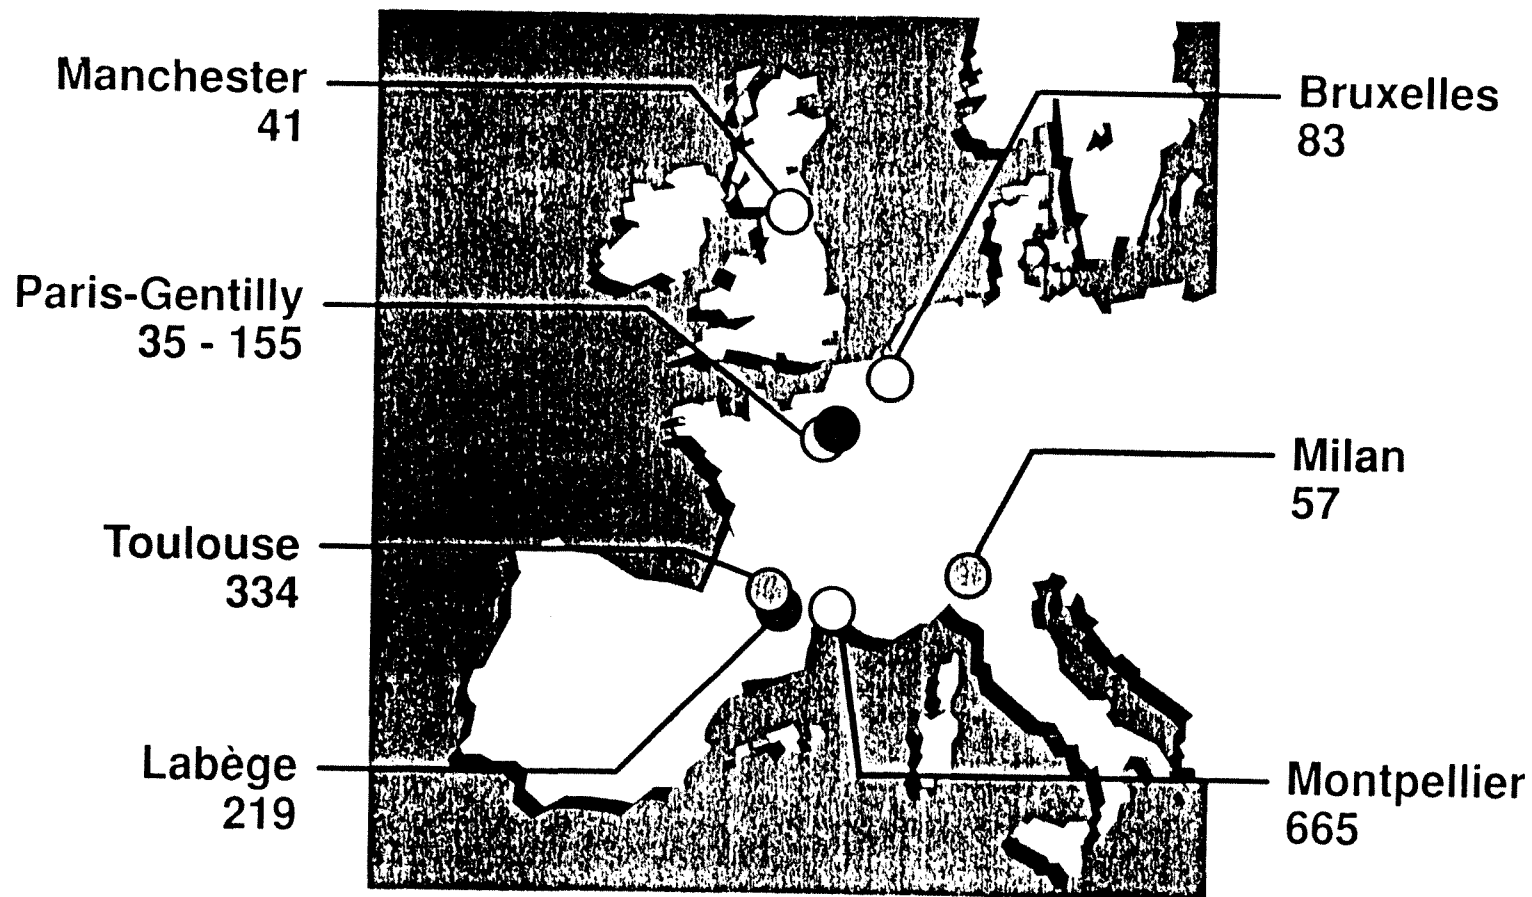 Manchester
41
Bruxelles
83
Paris-Gentilly
35 - 155
Milan
57
Toulouse
334
Labège
219
Montpellier
665